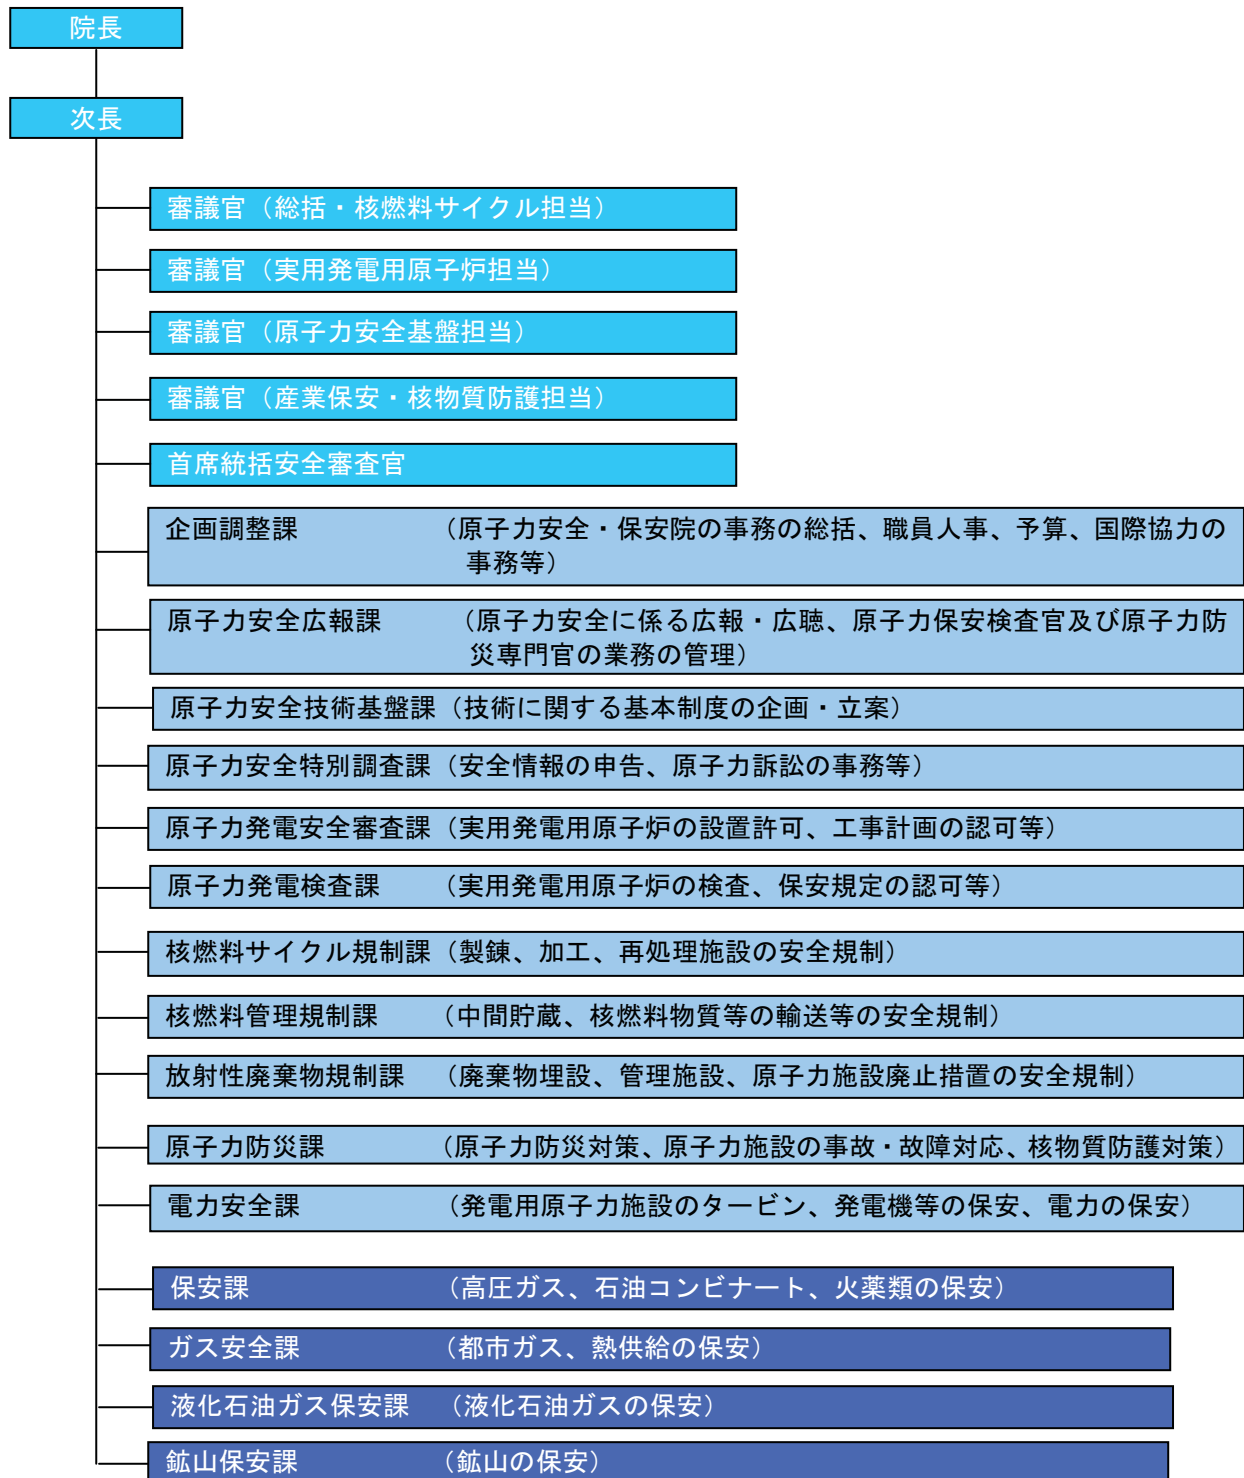 院長
次長
審議官（総括・核燃料サイクル担当）
審議官（実用発電用原子炉担当）
審議官（原子力安全基盤担当）
審議官（産業保安・核物質防護担当）
首席統括安全審査官
企画調整課　（原子力安全・保安院の事務の総括、職員人事、予算、国際協力の
事務等）
原子力安全広報課　（原子力安全に係る広報・広聴、原子力保安検査官及び原子力防
災専門官の業務の管理）
原子力安全技術基盤課（技術に関する基本制度の企画・立案）
原子力安全特別調査課（安全情報の申告、原子力訴訟の事務等）
原子力発電安全審査課（実用発電用原子炉の設置許可、工事計画の認可等）
原子力発電検査課　（実用発電用原子炉の検査、保安規定の認可等）
核燃料サイクル規制課（製錬、加工、再処理施設の安全規制）
核燃料管理規制課　（中間貯蔵、核燃料物質等の輸送等の安全規制）
放射性廃棄物規制課　（廃棄物埋設、管理施設、原子力施設廃止措置の安全規制）
原子力防災課　（原子力防災対策、原子力施設の事故・故障対応、核物質防護対策）
電力安全課　（発電用原子力施設のタービン、発電機等の保安、電力の保安）
保安課　（高圧ガス、石油コンビナート、火薬類の保安）
ガス安全課　（都市ガス、熱供給の保安）
液化石油ガス保安課　（液化石油ガスの保安）
鉱山保安課　（鉱山の保安）